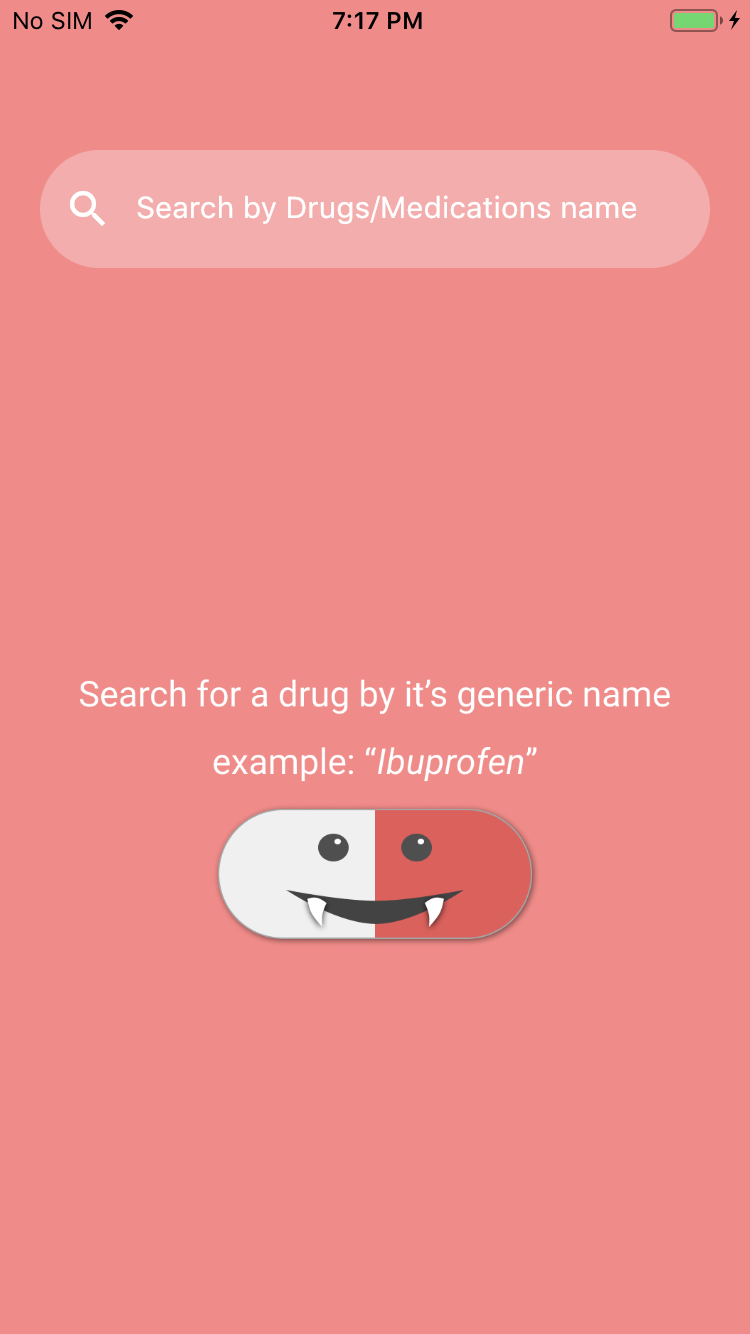 No SIM 7:17 PM
Search by Drugs/Medications name
Search for a drug by it’s generic name
example: “Ibuprofen”